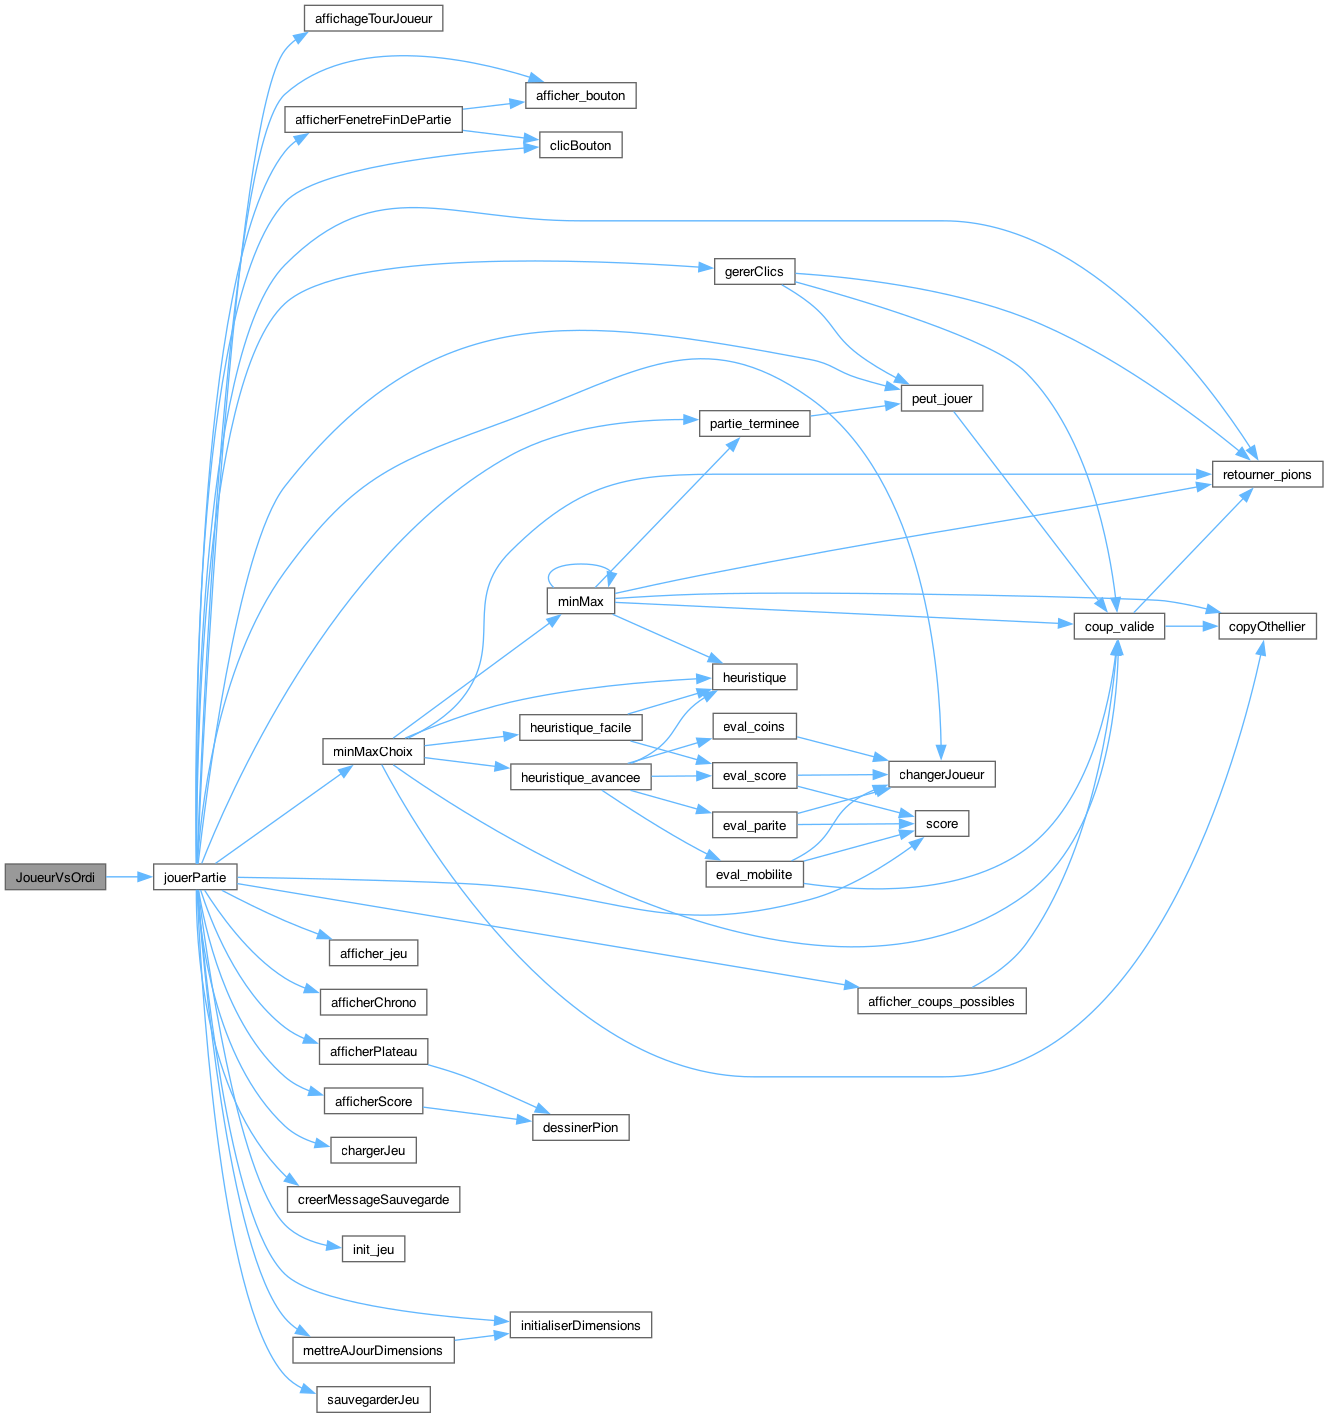 affichageTourJoueur
afficher_bouton
afficherFenetreFinDePartie
clicBouton
gererClics
peut_jouer
partie_terminee
retourner_pions
minMax
coup_valide
copyOthellier
heuristique
heuristique_facile
eval_coins
minMaxChoix
heuristique_avancee
eval_score
changerJoueur
eval_parite
score
JoueurVsOrdi
jouerPartie
eval_mobilite
afficher_jeu
afficherChrono
afficher_coups_possibles
afficherPlateau
afficherScore
dessinerPion
chargerJeu
creerMessageSauvegarde
init_jeu
initialiserDimensions
mettreAJourDimensions
sauvegarderJeu